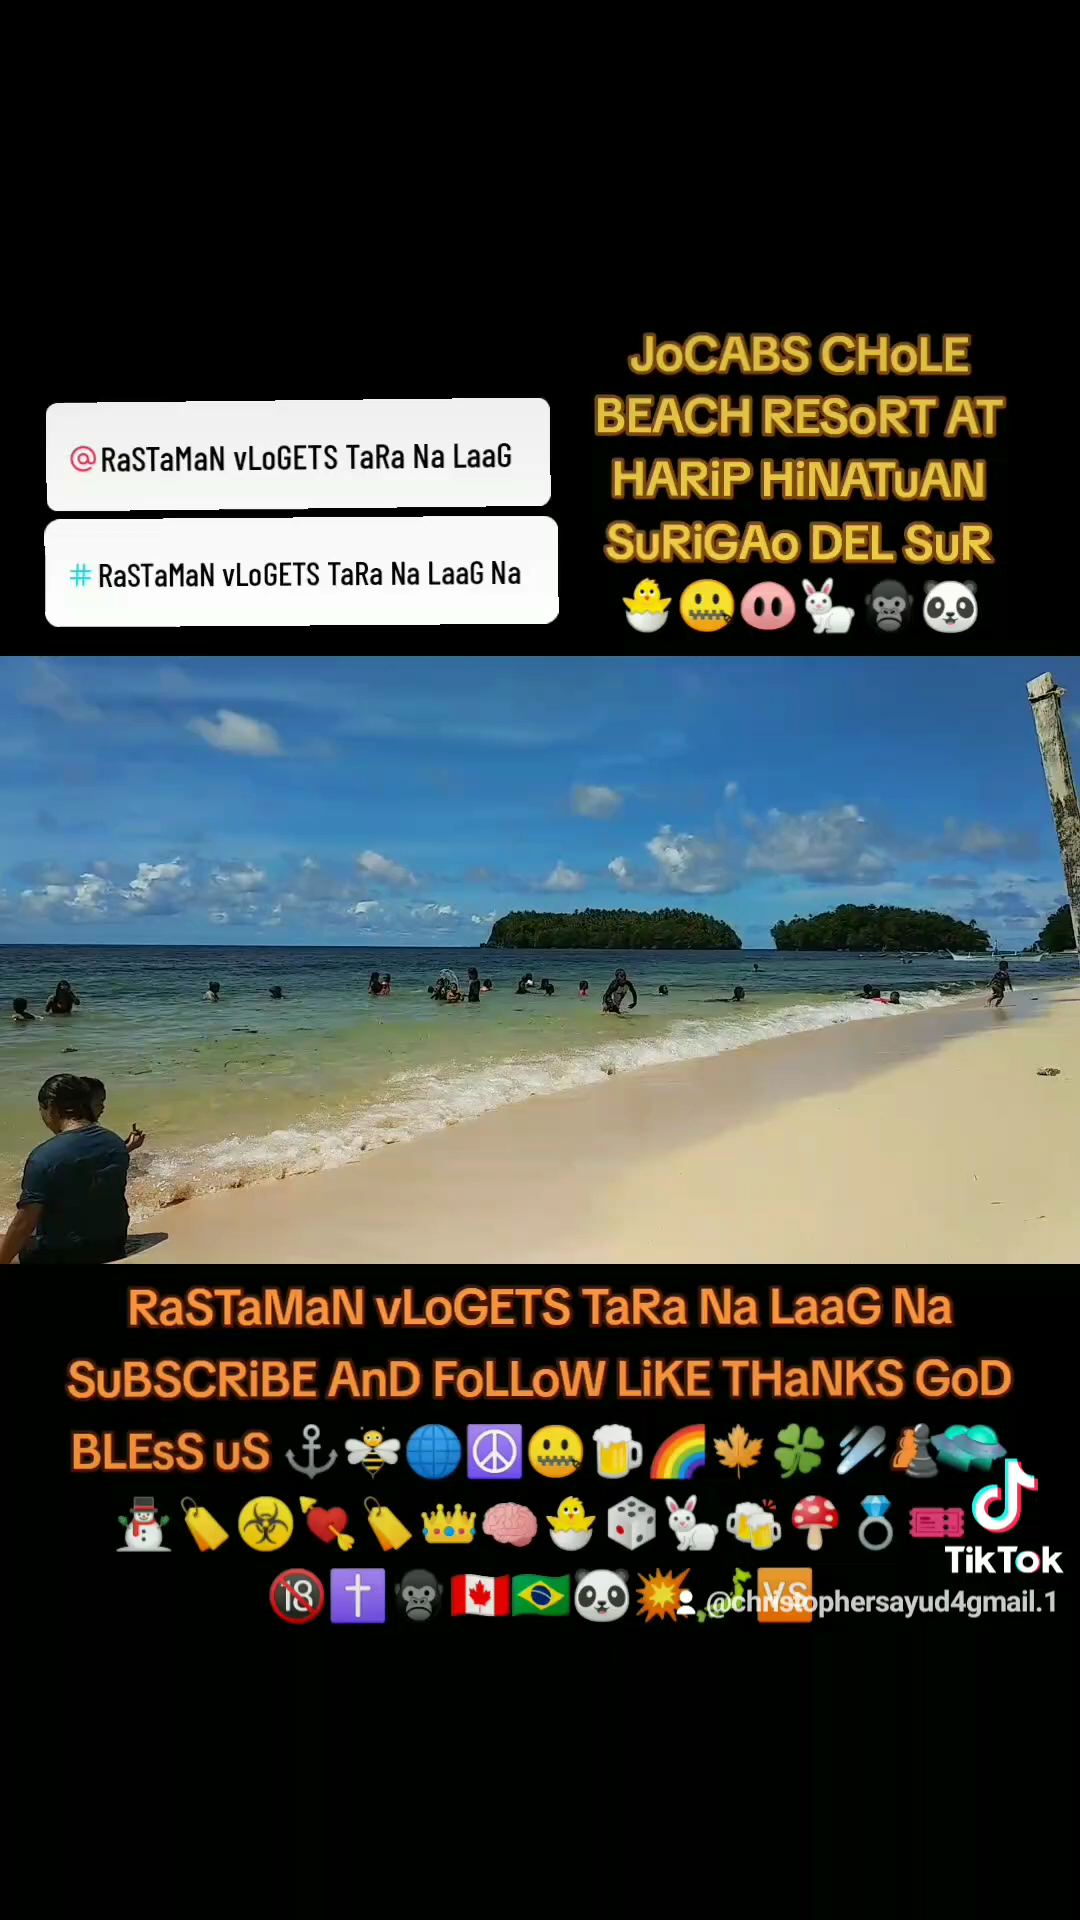 JoCABS CHoLE
BEACH RESoRT AT
HARiP HiNATuAN
SuRiGAo DEL SuR
@RaSTaMaN vLoGETS TaRa Na LaaG
# RaSTaMaN vLoGETS TaRa Na LaaG Na
RaSTaMaN vLoGETS TaRa Na LaaG Na
SuBSCRiBE AnD FoLLoW LiKE THaNKS GoD
BLEsS uS
TikTok
@christophersayud4gmail.1